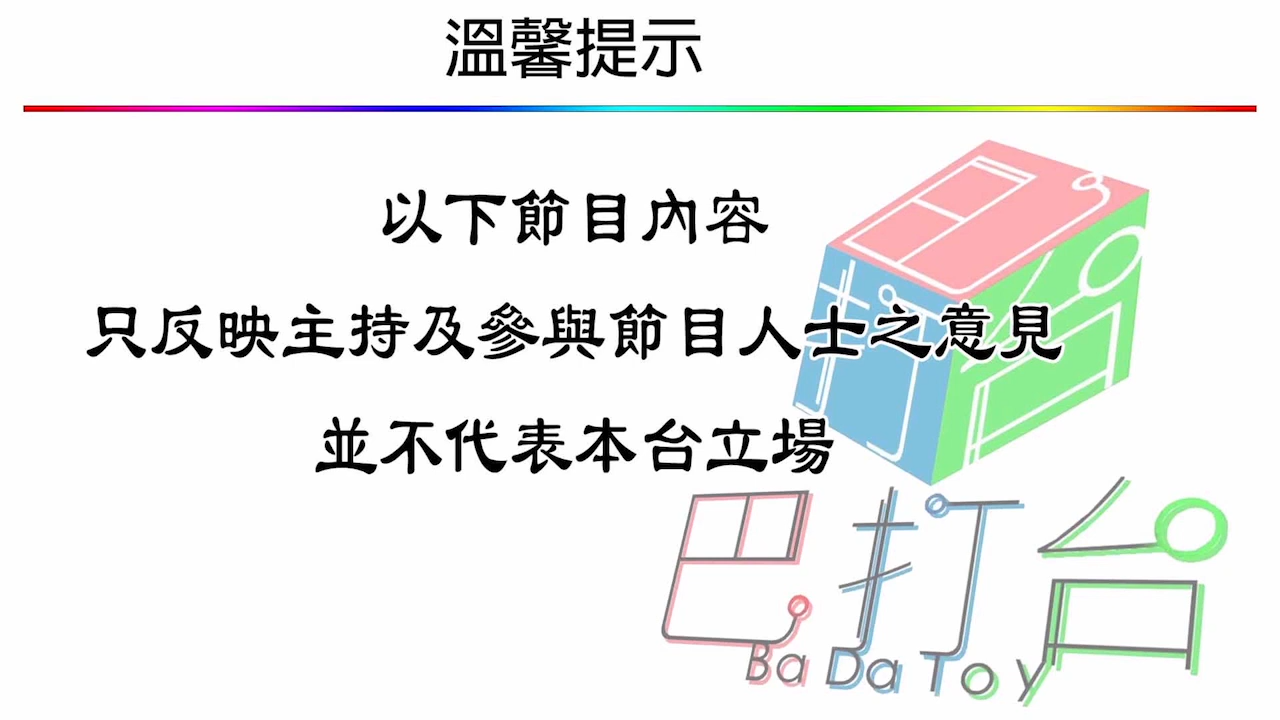 溫馨提示
以下節目內容
只反映主持及參與節目人士之意見
並不代表本台立場
巴打台
BaDaToy